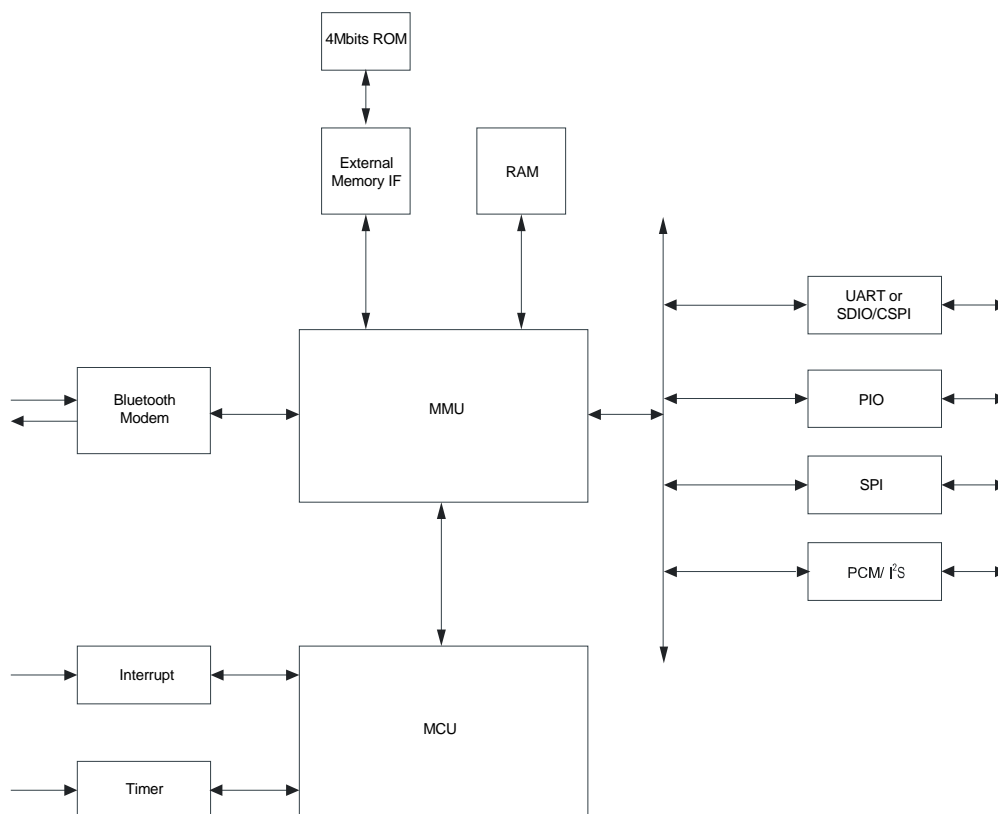 4Mbits ROM
External
Memory IF
RAM
UART or
SDIO/CSPI
Bluetooth
Modem
MMU
PIO
SPI
PCM/ I²S
Interrupt
MCU
Timer